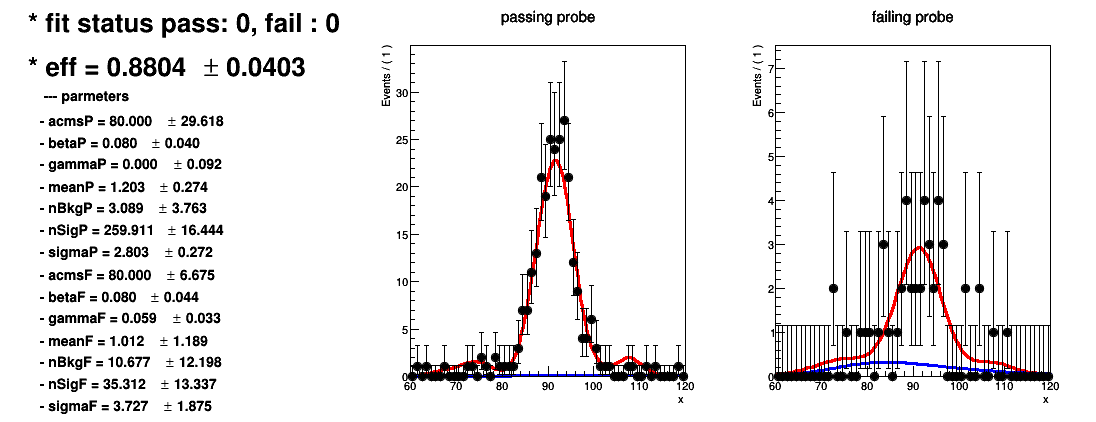 * fit status pass: 0, fail : 0
* eff = 0.8804 ± 0.0403
--- parmeters
- acmsP = 80.000 ± 29.618
- betaP = 0.080 ± 0.040
- gammaP = 0.000 ± 0.092
- meanP = 1.203 ± 0.274
- nBkgP = 3.089 ± 3.763
- nSigP = 259.911 ± 16.444
- sigmaP = 2.803 ± 0.272
- acmsF = 80.000 ± 6.675
- betaF = 0.080 ± 0.044
- gammaF = 0.059 ± 0.033
- meanF = 1.012 ± 1.189
- nBkgF = 10.677 ± 12.198
- nSigF = 35.312 ± 13.337
- sigmaF = 3.727 ± 1.875
passing probe
Events / ( 1 )
30
25
20
15
10
5
0
60 70 80 90 100 110 120
x
failing probe
Events / ( 1 )
7
6
5
4
3
2
1
0
60 70 80 90 100 110 120
x